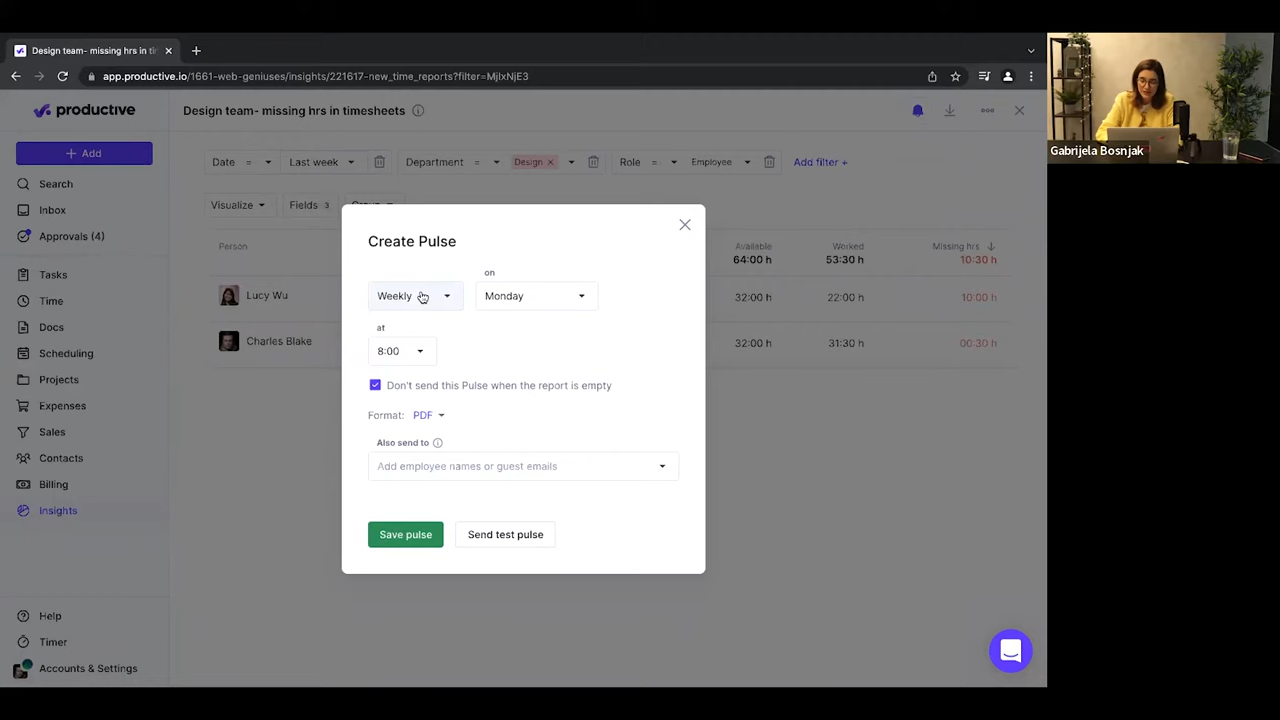 Design team- missing hrs in tim
app.productive.io/1661-web-geniuses/insights/221617-new_time_reports?filter=MjIxNjE3
productive
Design team- missing hrs in timesheets
Add
Date = Last week Department = Design Role = Employee Add filter +
Search
Inbox
Approvals (4)
Tasks
Time
Docs
Scheduling
Projects
Expenses
Sales
Contacts
Billing
Insights
Help
Timer
Accounts & Settings
Visualize Fields 3
Person Available Worked Missing hrs
64:00 h 53:30 h 10:30 h
Lucy Wu 32:00 h 22:00 h 10:00 h
Charles Blake 32:00 h 31:30 h 00:30 h
Create Pulse
on
Weekly Monday
at
8:00
Don't send this Pulse when the report is empty
Format: PDF
Also send to
Add employee names or guest emails
Save pulse Send test pulse
Gabrijela Bosnjak